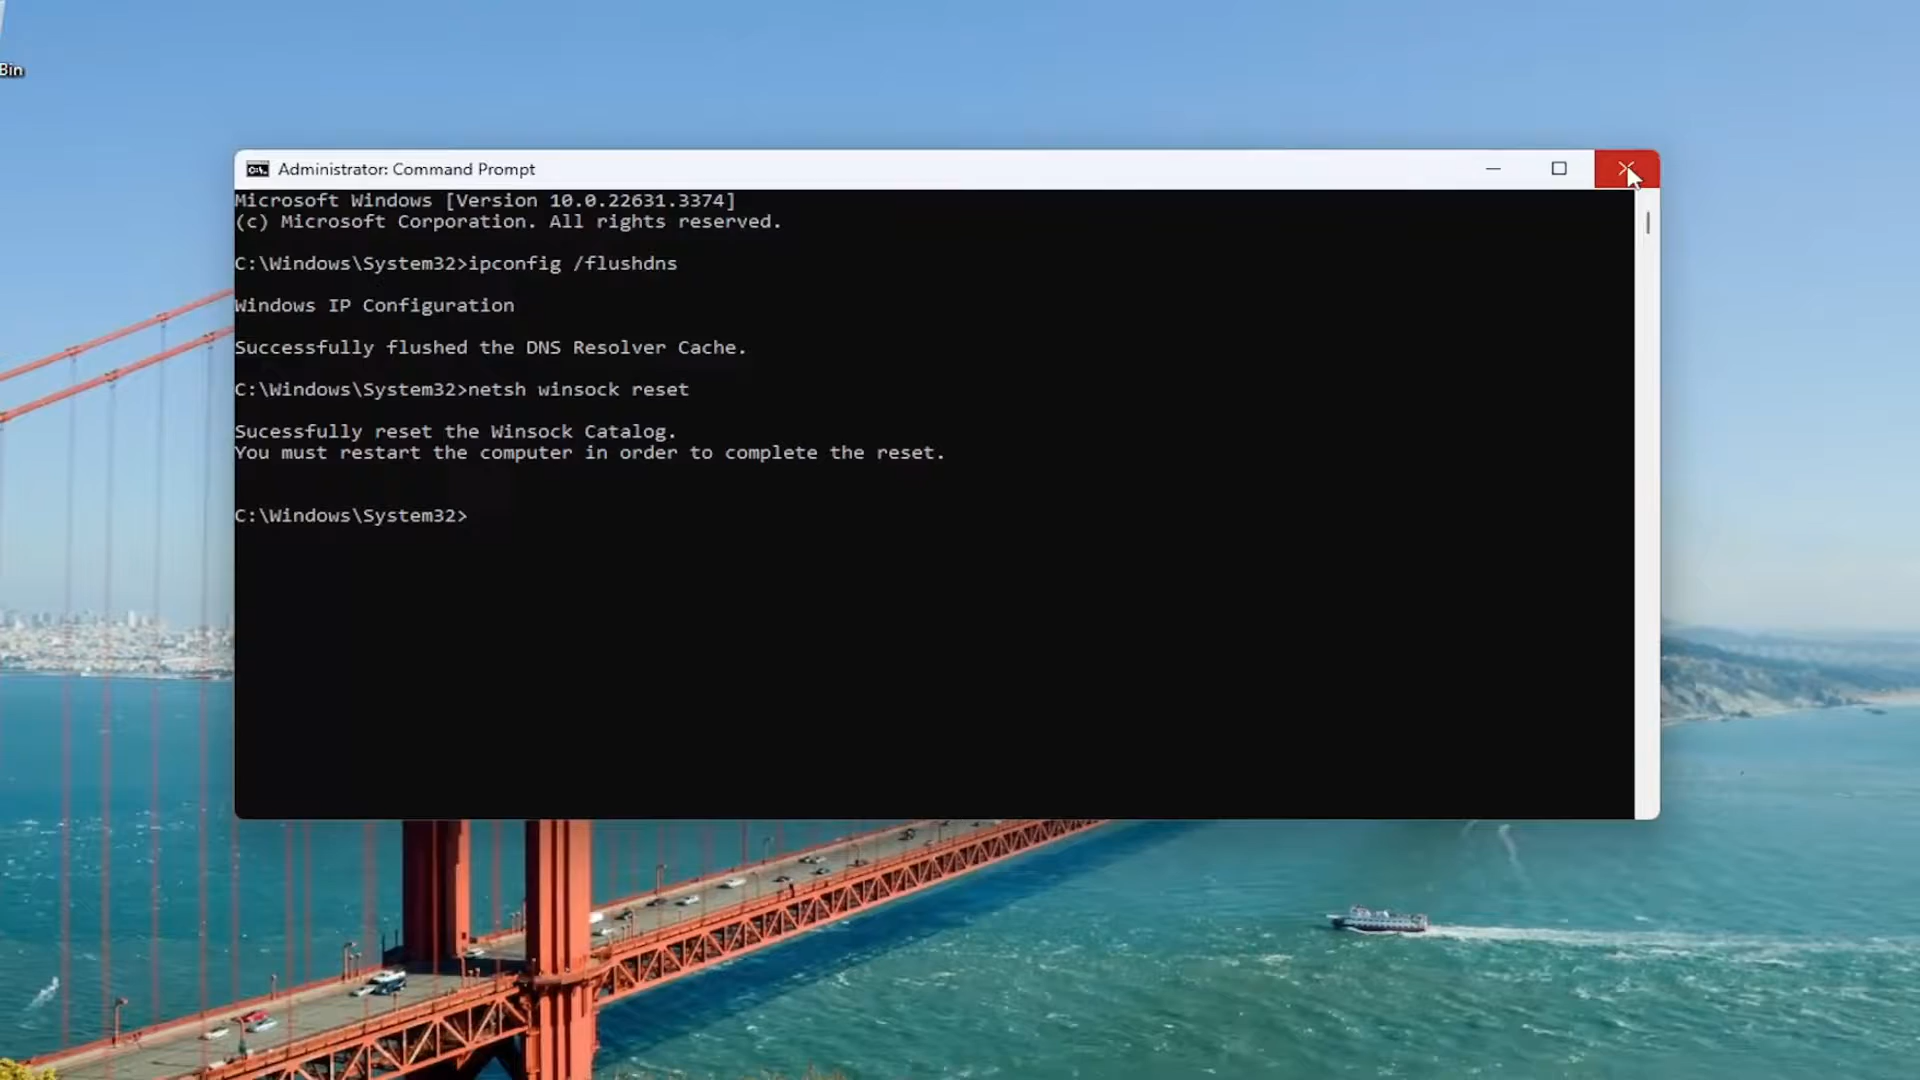 Bin
Administrator: Command Prompt
Microsoft Windows [Version 10.0.22631.3374]
(c) Microsoft Corporation. All rights reserved.
C:\Windows\System32>ipconfig /flushdns
Windows IP Configuration
Successfully flushed the DNS Resolver Cache.
C:\Windows\System32>netsh winsock reset
Sucessfully reset the Winsock Catalog.
You must restart the computer in order to complete the reset.
C:\Windows\System32>